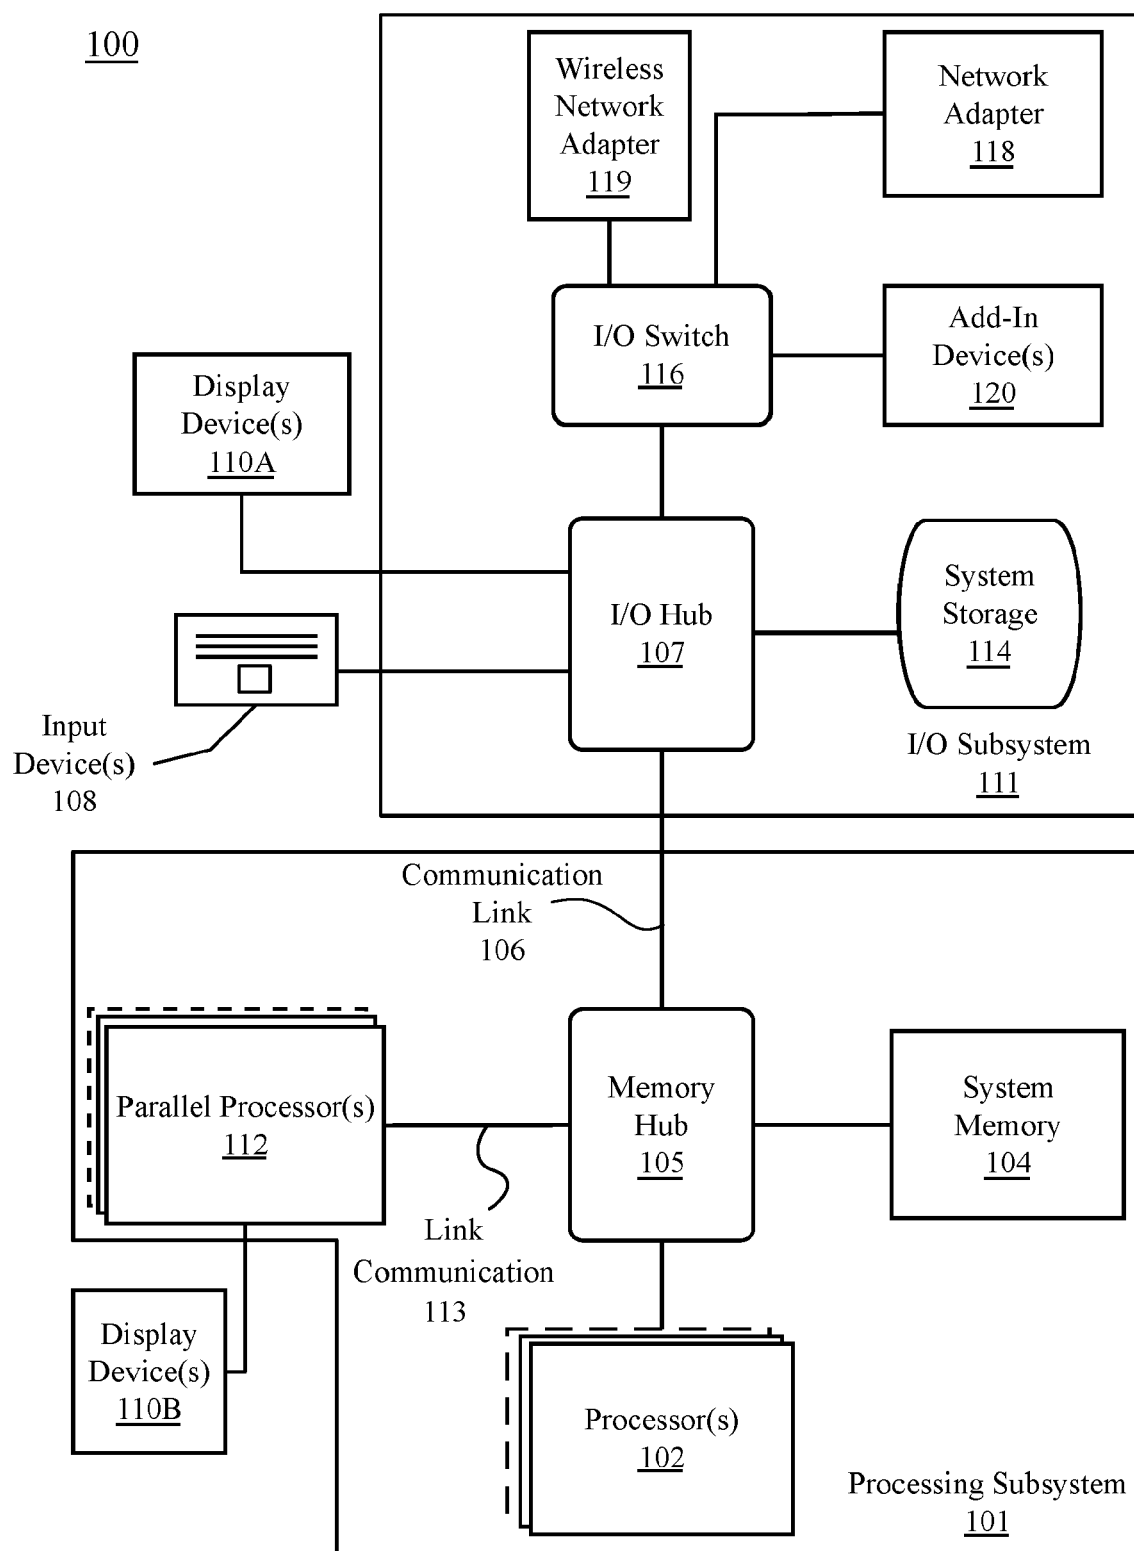 100
Wireless
Network
Adapter
119
Network
Adapter
118
I/O Switch
116
Add-In
Device(s)
120
Display
Device(s)
110A
I/O Hub
107
System
Storage
114
Input
Device(s)
108
I/O Subsystem
111
Communication
Link
106
Parallel Processor(s)
112
Memory
Hub
105
System
Memory
104
Link
Communication
113
Display
Device(s)
110B
Processor(s)
102
Processing Subsystem
101